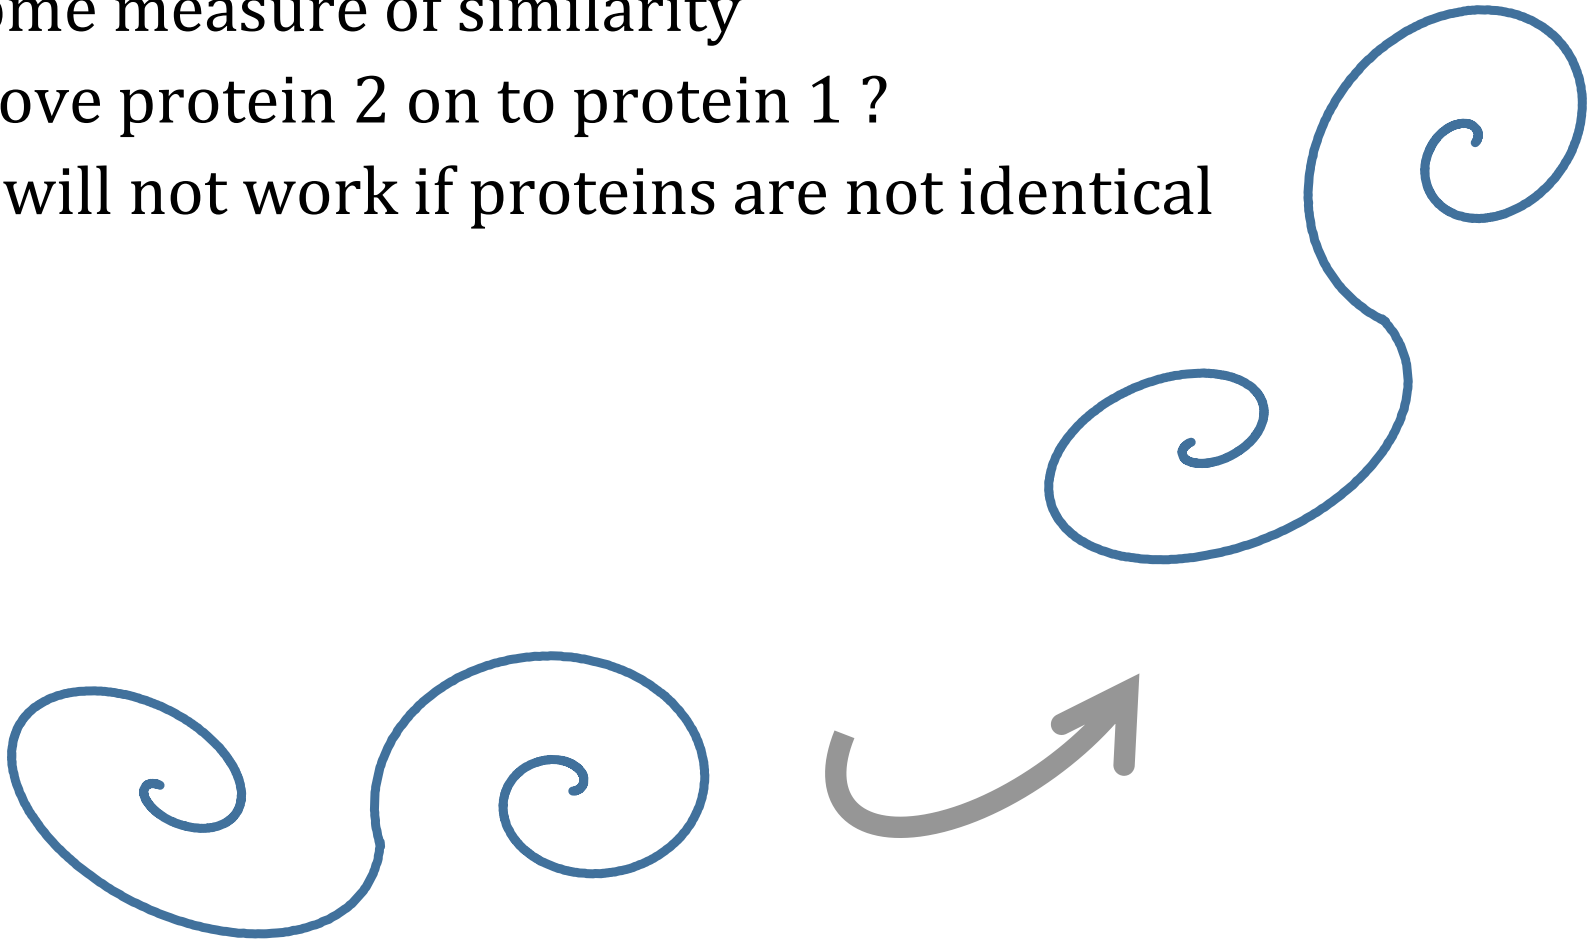 ome measure of similarity
ove protein 2 on to protein 1 ?
will not work if proteins are not identical